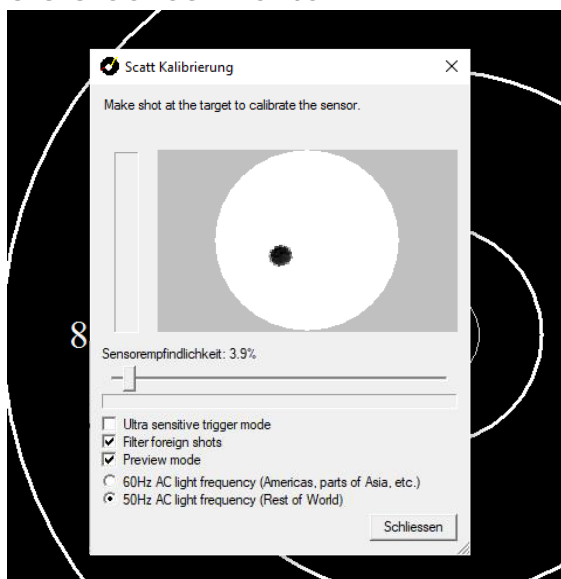 Scatt Kalibrierung
Make shot at the target to calibrate the sensor.
8
Sensorempfindlichkeit: 3.9%
Ultra sensitive trigger mode
Filter foreign shots
Preview mode
60Hz AC light frequency (Americas, parts of Asia, etc.)
50Hz AC light frequency (Rest of World)
Schliessen